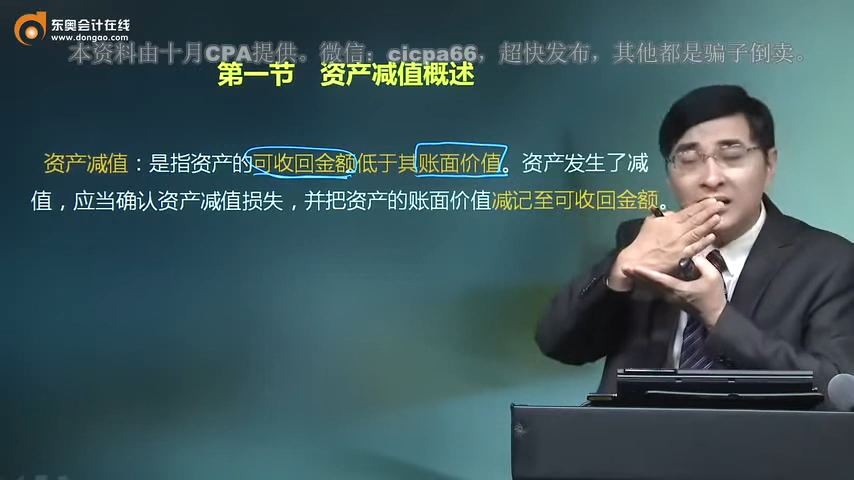 东奥会计在线
www.dongao.com
本资料由十月CPA提供。微信：cicpa66，超快发布，其他都是骗子倒卖。
第一节 资产减值概述
资产减值：是指资产的可收回金额低于其账面价值。资产发生了减
值，应当确认资产减值损失，并把资产的账面价值减记至可收回金额。